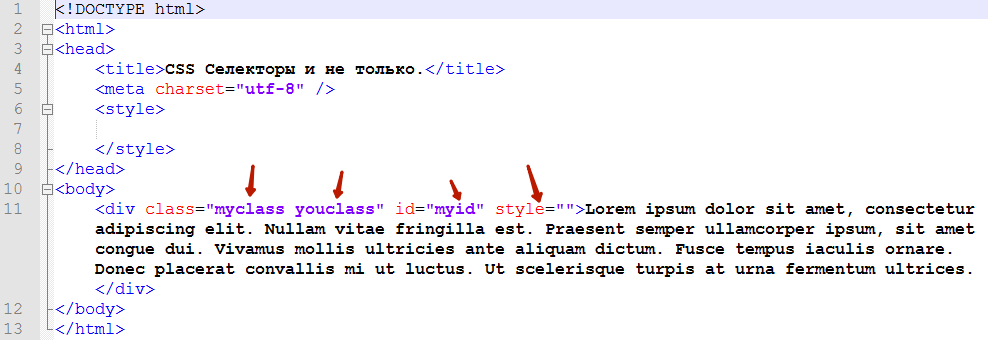 1 <!DOCTYPE html>
2 <html>
3 <head>
4 <title>CSS Селекторы и не только.</title>
5 <meta charset="utf-8" />
6 <style>
7
8 </style>
9 </head>
10 <body>
11 <div class="myclass youclass" id="myid" style="">Lorem ipsum dolor sit amet, consectetur
adipiscing elit. Nullam vitae fringilla est. Praesent semper ullamcorper ipsum, sit amet
congue dui. Vivamus mollis ultricies ante aliquam dictum. Fusce tempus iaculis ornare.
Donec placerat convallis mi ut luctus. Ut scelerisque turpis at urna fermentum ultrices.
</div>
12 </body>
13 </html>